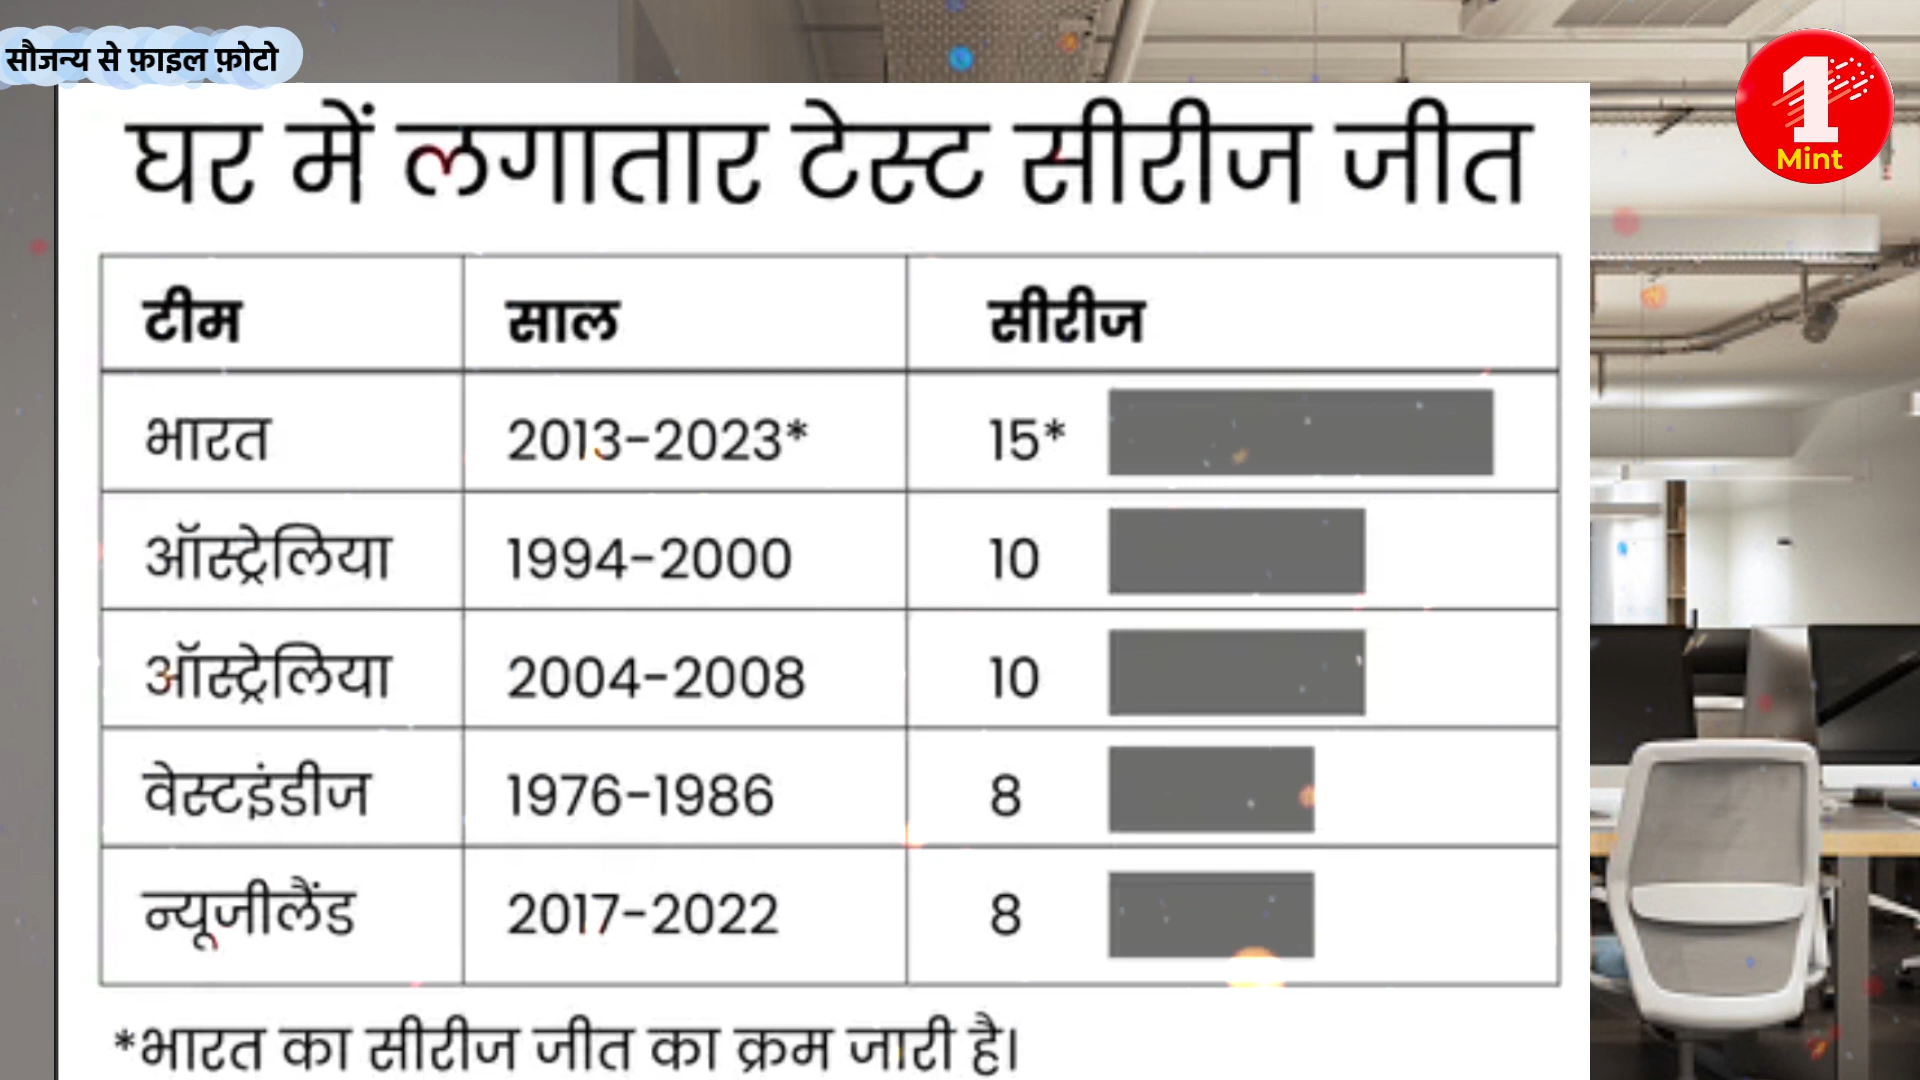 सौजन्य से फ़ाइल फ़ोटो
1
Mint
घर में लगातार टेस्ट सीरीज जीत
टीम साल सीरीज
भारत 2013-2023* 15*
ऑस्ट्रेलिया 1994-2000 10
ऑस्ट्रेलिया 2004-2008 10
वेस्टइंडीज 1976-1986 8
न्यूजीलैंड 2017-2022 8
*भारत का सीरीज जीत का क्रम जारी है।